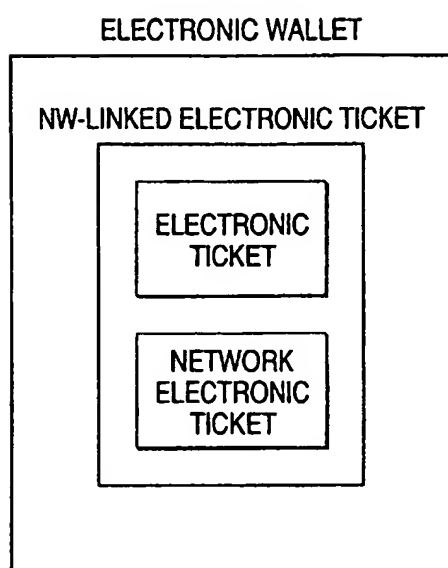 ELECTRONIC WALLET
NW-LINKED ELECTRONIC TICKET
ELECTRONIC
TICKET
NETWORK
ELECTRONIC
TICKET